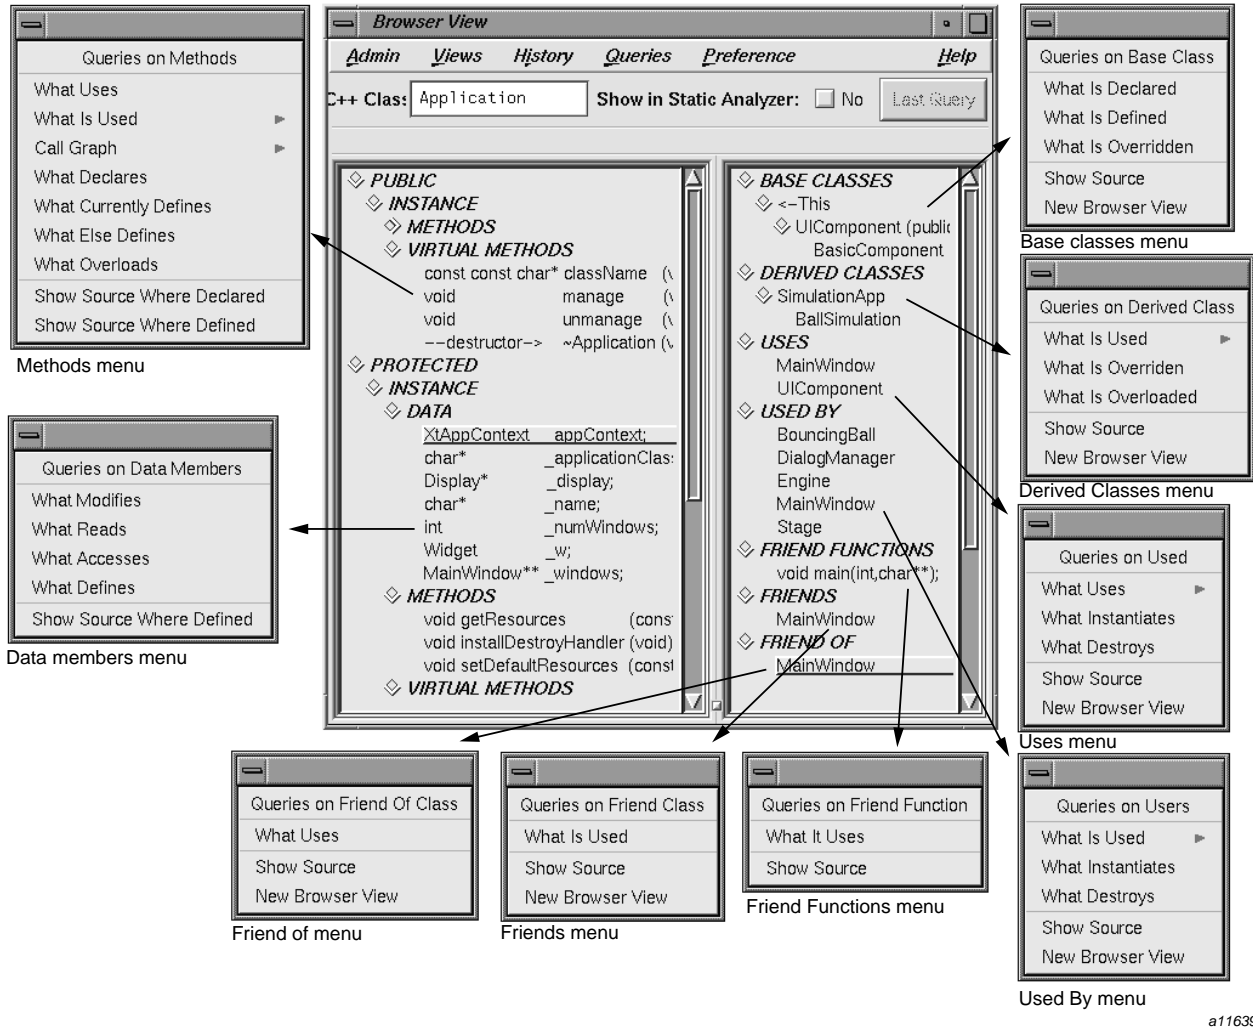 Queries on Methods
What Uses
What Is Used
Call Graph
What Declares
What Currently Defines
What Else Defines
What Overloads
Show Source Where Declared
Show Source Where Defined
Methods menu
Queries on Data Members
What Modifies
What Reads
What Accesses
What Defines
Show Source Where Defined
Data members menu
Browser View
Admin Views History Queries Preference Help
C++ Class Application Show in Static Analyzer: No Last Query
PUBLIC
INSTANCE
METHODS
VIRTUAL METHODS
const const char* className (v
void manage (v
void unmanage (v
--destructor-> ~Application (v
PROTECTED
INSTANCE
DATA
XtAppContext _appContext;
char* _applicationClas
Display* _display;
char* _name;
int _numWindows;
Widget _w;
MainWindow** _windows;
METHODS
void getResources (cons
void installDestroyHandler (void)
void setDefaultResources (const
VIRTUAL METHODS
BASE CLASSES
<-This
UIComponent (public
BasicComponent
DERIVED CLASSES
SimulationApp
BallSimulation
USES
MainWindow
UIComponent
USED BY
BouncingBall
DialogManager
Engine
MainWindow
Stage
FRIEND FUNCTIONS
void main(int,char**);
FRIENDS
MainWindow
FRIEND OF
MainWindow
Queries on Base Class
What Is Declared
What Is Defined
What Is Overridden
Show Source
New Browser View
Base classes menu
Queries on Derived Class
What Is Used
What Is Overriden
What Is Overloaded
Show Source
New Browser View
Derived Classes menu
Queries on Used
What Uses
What Instantiates
What Destroys
Show Source
New Browser View
Uses menu
Queries on Users
What Is Used
What Instantiates
What Destroys
Show Source
New Browser View
Used By menu
Queries on Friend Of Class
What Uses
Show Source
New Browser View
Friend of menu
Queries on Friend Class
What Is Used
Show Source
New Browser View
Friends menu
Queries on Friend Function
What It Uses
Show Source
Friend Functions menu
a11639